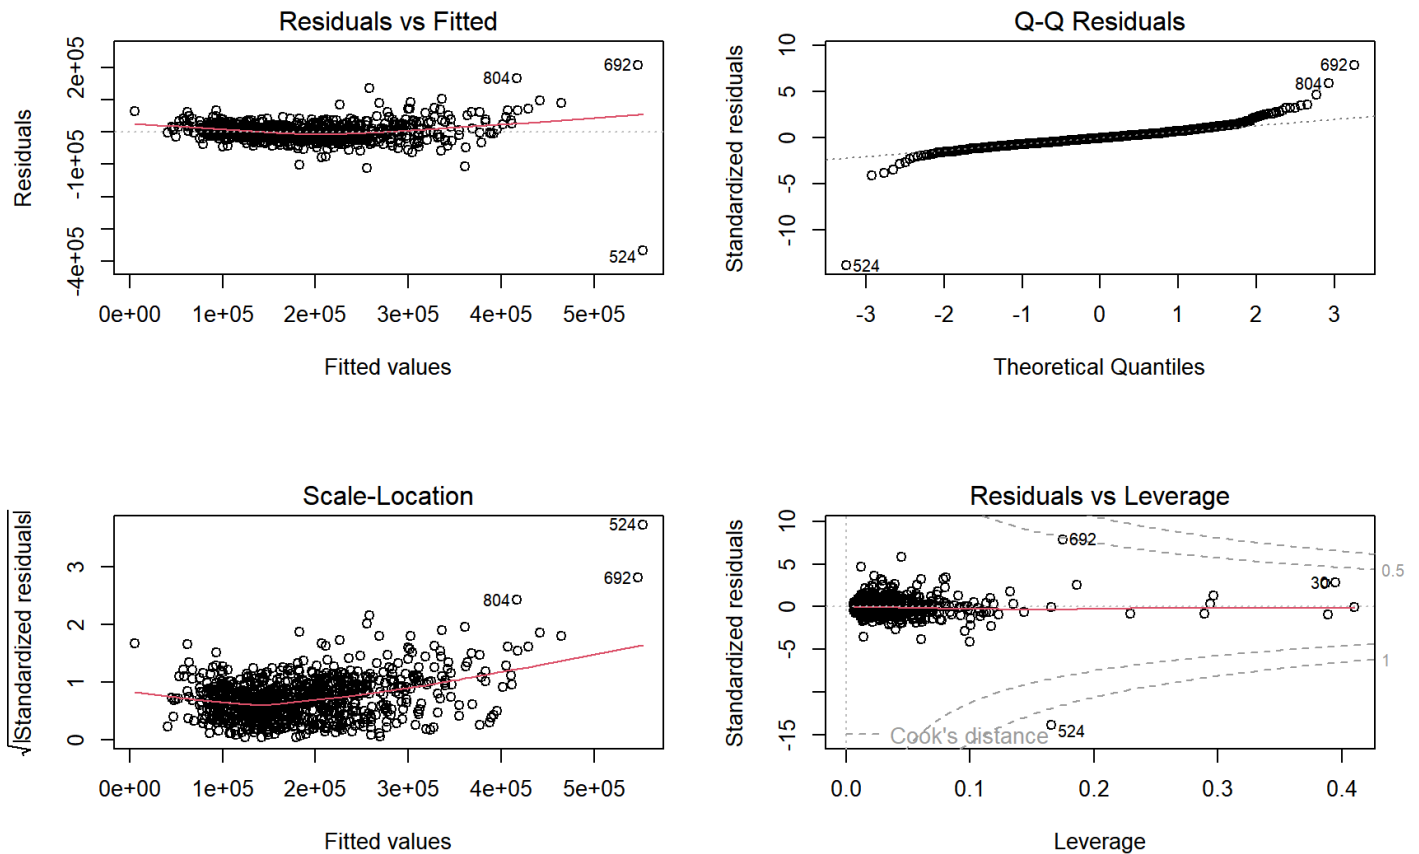 Residuals vs Fitted
Residuals
-4e+05 -1e+05 2e+05
692
804
524
0e+00 1e+05 2e+05 3e+05 4e+05 5e+05
Fitted values
Q-Q Residuals
Standardized residuals
-10 -5 0 5 10
692
804
524
-3 -2 -1 0 1 2 3
Theoretical Quantiles
Scale-Location
√|Standardized residuals|
0 1 2 3
524
692
804
0e+00 1e+05 2e+05 3e+05 4e+05 5e+05
Fitted values
Residuals vs Leverage
Standardized residuals
-15 -5 0 5 10
692
30
0.5
1
524
Cook's distance
0.0 0.1 0.2 0.3 0.4
Leverage